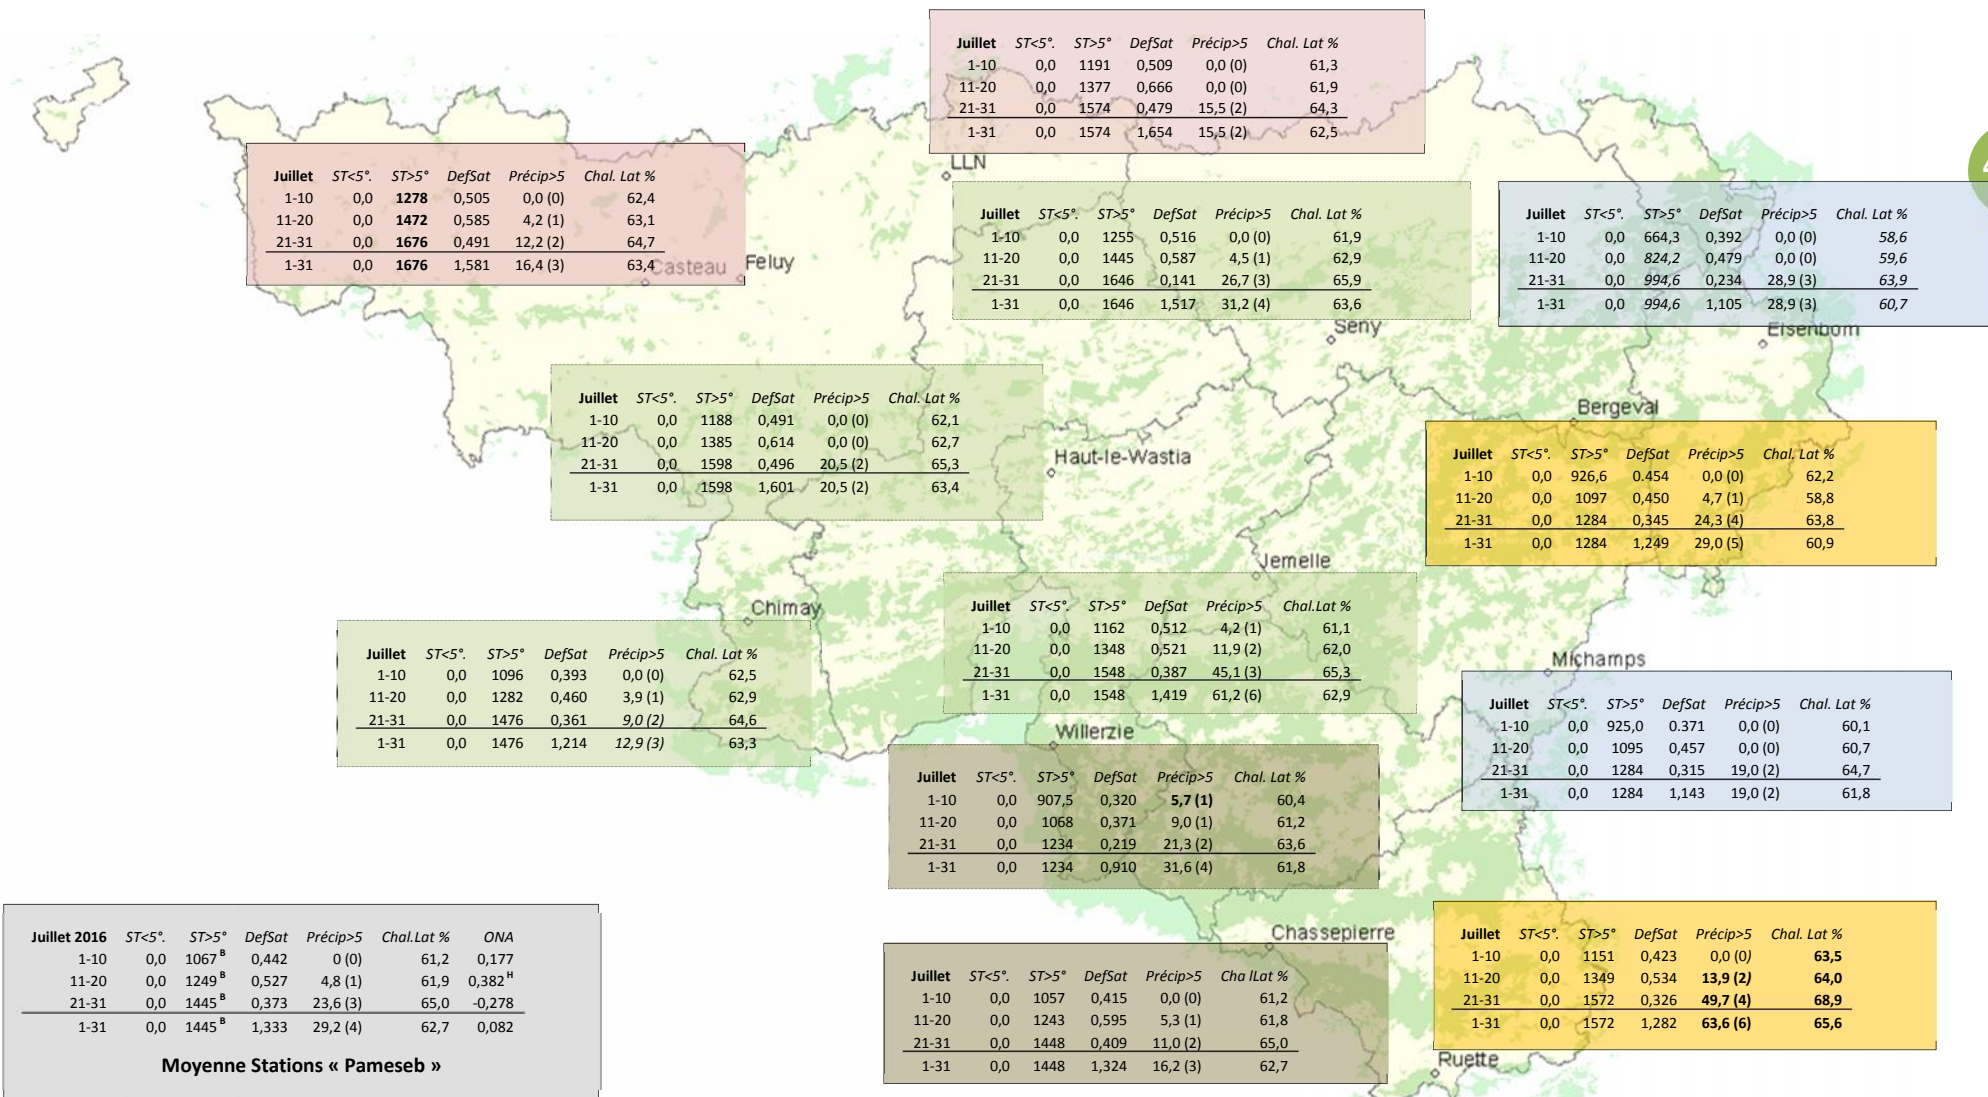 Juillet ST<5°. ST>5° DefSat Précip>5 Chal. Lat %
1-10 0,0 1191 0,509 0,0 (0) 61,3
11-20 0,0 1377 0,666 0,0 (0) 61,9
21-31 0,0 1574 0,479 15,5 (2) 64,3
1-31 0,0 1574 1,654 15,5 (2) 62,5
LLN
Juillet ST<5°. ST>5° DefSat Précip>5 Chal. Lat %
1-10 0,0 1278 0,505 0,0 (0) 62,4
11-20 0,0 1472 0,585 4,2 (1) 63,1
21-31 0,0 1676 0,491 12,2 (2) 64,7
1-31 0,0 1676 1,581 16,4 (3) 63,4
Casteau Feluy
Juillet ST<5°. ST>5° DefSat Précip>5 Chal. Lat %
1-10 0,0 1255 0,516 0,0 (0) 61,9
11-20 0,0 1445 0,587 4,5 (1) 62,9
21-31 0,0 1646 0,141 26,7 (3) 65,9
1-31 0,0 1646 1,517 31,2 (4) 63,6
Seny
4
Juillet ST<5°. ST>5° DefSat Précip>5 Chal. Lat %
1-10 0,0 664,3 0,392 0,0 (0) 58,6
11-20 0,0 824,2 0,479 0,0 (0) 59,6
21-31 0,0 994,6 0,234 28,9 (3) 63,9
1-31 0,0 994,6 1,105 28,9 (3) 60,7
Elsenborn
Juillet ST<5°. ST>5° DefSat Précip>5 Chal. Lat %
1-10 0,0 1188 0,491 0,0 (0) 62,1
11-20 0,0 1385 0,614 0,0 (0) 62,7
21-31 0,0 1598 0,496 20,5 (2) 65,3
1-31 0,0 1598 1,601 20,5 (2) 63,4
Haut-le-Wastia
Bergeval
Juillet ST<5°. ST>5° DefSat Précip>5 Chal. Lat %
1-10 0,0 926,6 0.454 0,0 (0) 62,2
11-20 0,0 1097 0,450 4,7 (1) 58,8
21-31 0,0 1284 0,345 24,3 (4) 63,8
1-31 0,0 1284 1,249 29,0 (5) 60,9
Jemelle
Juillet ST<5°. ST>5° DefSat Précip>5 Chal.Lat %
1-10 0,0 1162 0,512 4,2 (1) 61,1
11-20 0,0 1348 0,521 11,9 (2) 62,0
21-31 0,0 1548 0,387 45,1 (3) 65,3
1-31 0,0 1548 1,419 61,2 (6) 62,9
Chimay
Juillet ST<5°. ST>5° DefSat Précip>5 Chal. Lat %
1-10 0,0 1096 0,393 0,0 (0) 62,5
11-20 0,0 1282 0,460 3,9 (1) 62,9
21-31 0,0 1476 0,361 9,0 (2) 64,6
1-31 0,0 1476 1,214 12,9 (3) 63,3
Michamps
Juillet ST<5°. ST>5° DefSat Précip>5 Chal. Lat %
1-10 0,0 925,0 0.371 0,0 (0) 60,1
11-20 0,0 1095 0,457 0,0 (0) 60,7
21-31 0,0 1284 0,315 19,0 (2) 64,7
1-31 0,0 1284 1,143 19,0 (2) 61,8
Willerzie
Juillet ST<5°. ST>5° DefSat Précip>5 Chal. Lat %
1-10 0,0 907,5 0,320 5,7 (1) 60,4
11-20 0,0 1068 0,371 9,0 (1) 61,2
21-31 0,0 1234 0,219 21,3 (2) 63,6
1-31 0,0 1234 0,910 31,6 (4) 61,8
Juillet 2016 ST<5°. ST>5° DefSat Précip>5 Chal.Lat % ONA
1-10 0,0 1067 B 0,442 0 (0) 61,2 0,177
11-20 0,0 1249 B 0,527 4,8 (1) 61,9 0,382 H
21-31 0,0 1445 B 0,373 23,6 (3) 65,0 -0,278
1-31 0,0 1445 B 1,333 29,2 (4) 62,7 0,082
Moyenne Stations « Pameseb »
Chassepierre
Juillet ST<5°. ST>5° DefSat Précip>5 Cha lLat %
1-10 0,0 1057 0,415 0,0 (0) 61,2
11-20 0,0 1243 0,595 5,3 (1) 61,8
21-31 0,0 1448 0,409 11,0 (2) 65,0
1-31 0,0 1448 1,324 16,2 (3) 62,7
Juillet ST<5°. ST>5° DefSat Précip>5 Chal. Lat %
1-10 0,0 1151 0,423 0,0 (0) 63,5
11-20 0,0 1349 0,534 13,9 (2) 64,0
21-31 0,0 1572 0,326 49,7 (4) 68,9
1-31 0,0 1572 1,282 63,6 (6) 65,6
Ruette